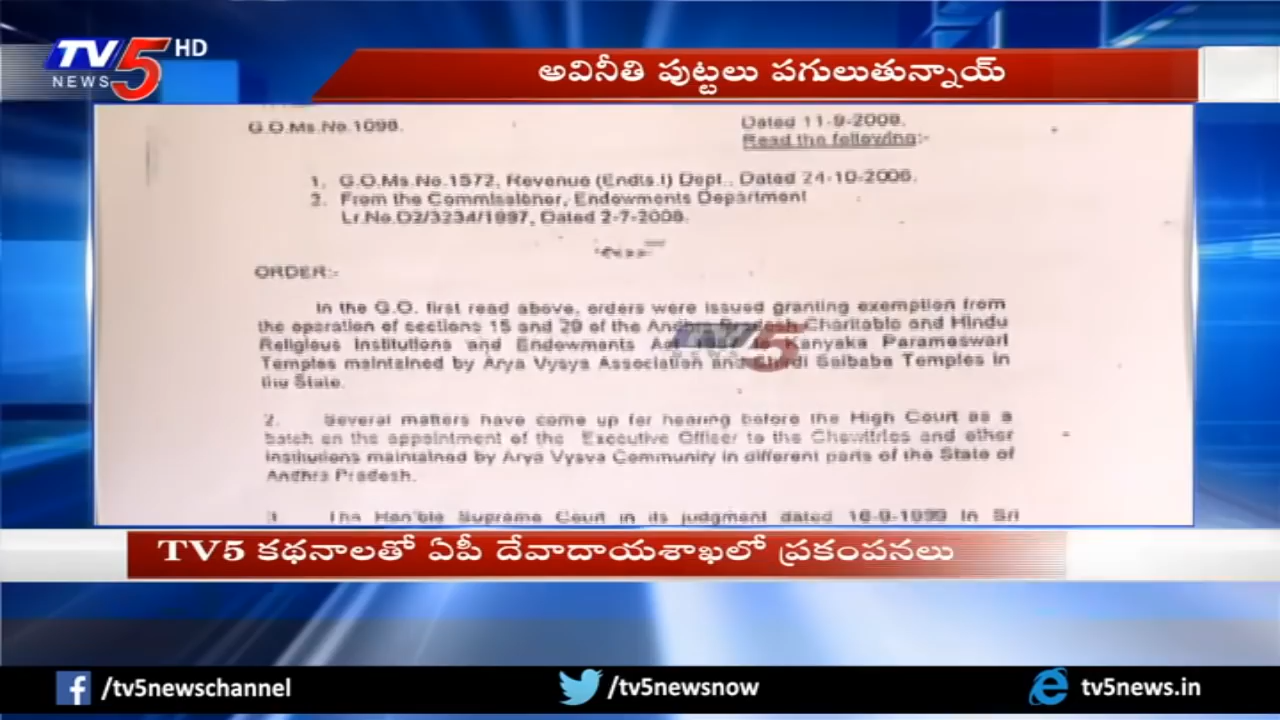 TV5 HD
NEWS
అవినీతి పుట్టలు పగులుతున్నాయ్
G.O.Ms.No.1098.
Dated 11-9-2008.
Read the following:-
1. G.O.Ms.No.1572, Revenue (Endts.I) Dept., Dated 24-10-2006.
2. From the Commissioner, Endowments Department
Lr.No.D2/3234/1997, Dated 2-7-2008.
ORDER:-
In the G.O. first read above, orders were issued granting exemption from
the operation of sections 15 and 29 of the Andhra Pradesh Charitable and Hindu
Religious Institutions and Endowments Kanyaka Parameswari
Temples maintained by Arya Vysya Association and Shirdi Saibaba Temples in
the State.
2. Several matters have come up for hearing before the High Court as a
batch on the appointment of the Executive Officer to the Chowltries and other
institutions maintained by Arya Vysya Community in different parts of the State of
Andhra Pradesh.
3 The Hon'ble Supreme Court in its judgment dated in Sri
TV5
TV5 కథనాలతో ఏపీ దేవాదాయశాఖలో ప్రకంపనలు
/tv5newschannel
/tv5newsnow
tv5news.in